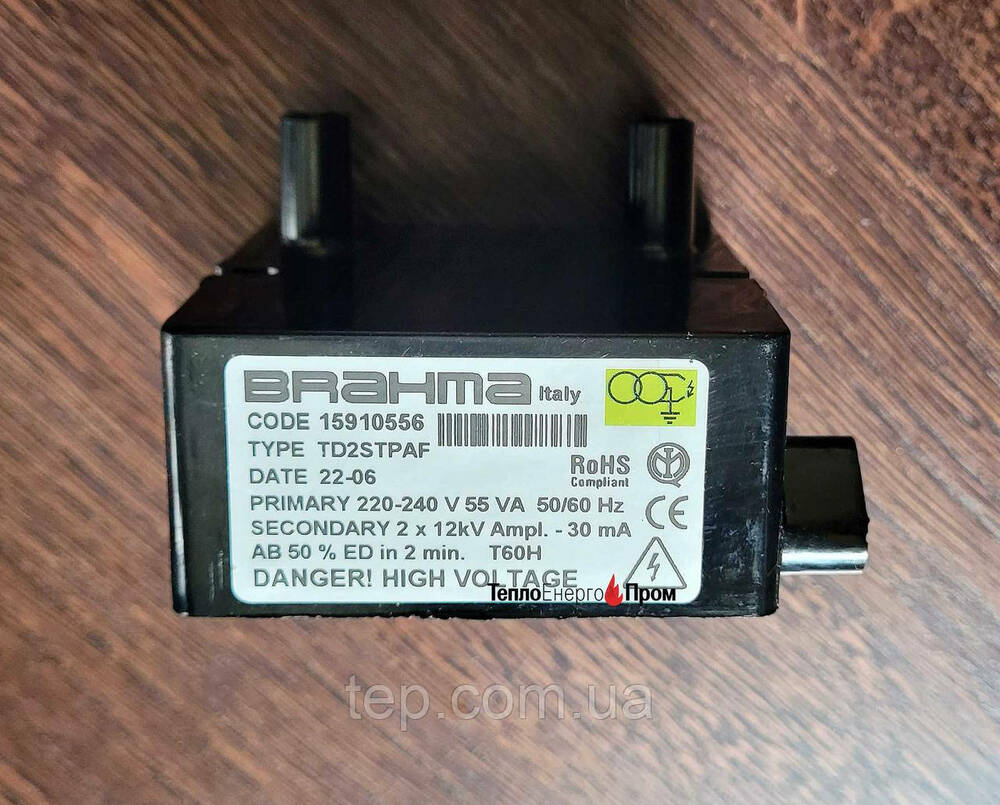 BRAHMA Italy
CODE 15910556
TYPE TD2STPAF
DATE 22-06
RoHS
Compliant
PRIMARY 220-240 V 55 VA 50/60 Hz
CE
SECONDARY 2 x 12kV Ampl. - 30 mA
AB 50 % ED in 2 min. T60H
DANGER! HIGH VOLTAGE
ТеплоЕнергоПром
tep.com.ua